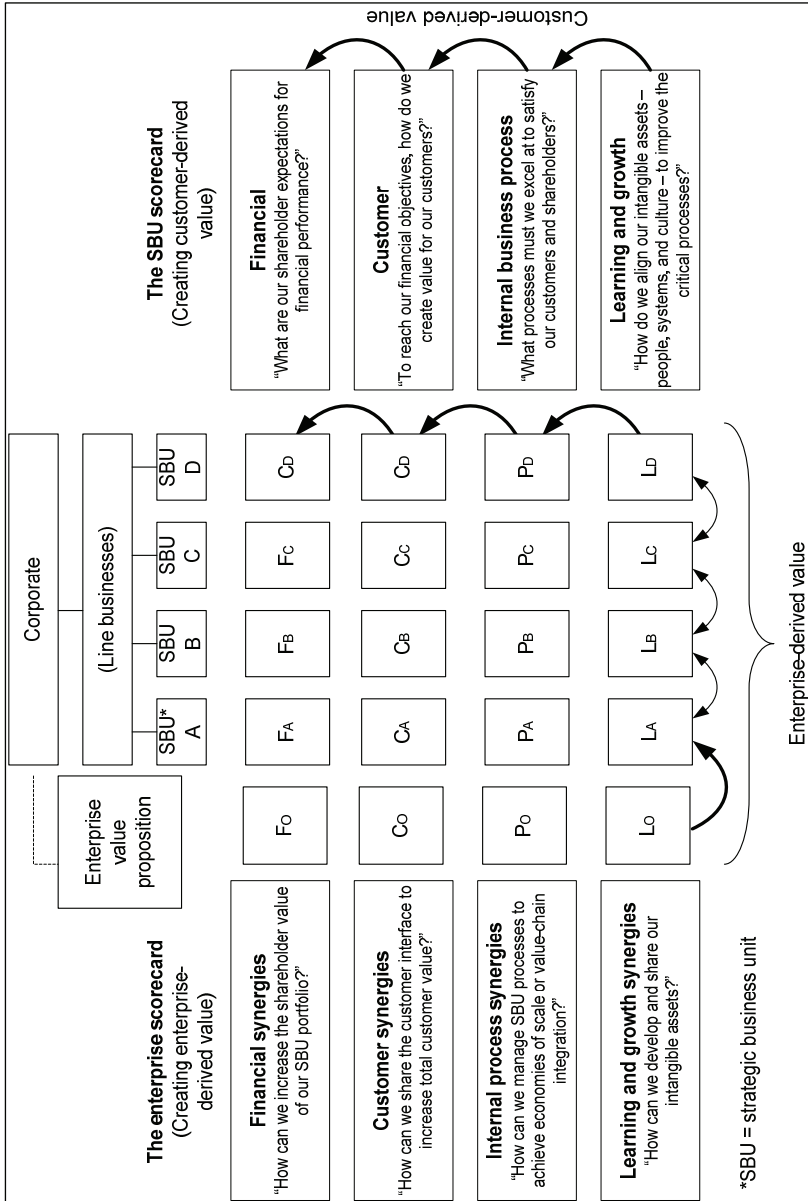 Corporate
(Line businesses)
Enterprise
value
proposition
SBU*
A
SBU
B
SBU
C
SBU
D
The enterprise scorecard
(Creating enterprise-
derived value)
The SBU scorecard
(Creating customer-derived
value)
Financial synergies
“How can we increase the shareholder value
of our SBU portfolio?”
FO
FA
FB
FC
CD
Financial
“What are our shareholder expectations for
financial performance?”
Customer synergies
“How can we share the customer interface to
increase total customer value?”
CO
CA
CB
CC
CD
Customer
“To reach our financial objectives, how do we
create value for our customers?”
Internal process synergies
“How can we manage SBU processes to
achieve economies of scale or value-chain
integration?”
PO
PA
PB
PC
PD
Internal business process
“What processes must we excel at to satisfy
our customers and shareholders?”
Learning and growth synergies
“How can we develop and share our
intangible assets?”
LO
LA
LB
LC
LD
Learning and growth
“How do we align our intangible assets –
people, systems, and culture – to improve the
critical processes?”
Customer-derived value
Enterprise-derived value
*SBU = strategic business unit